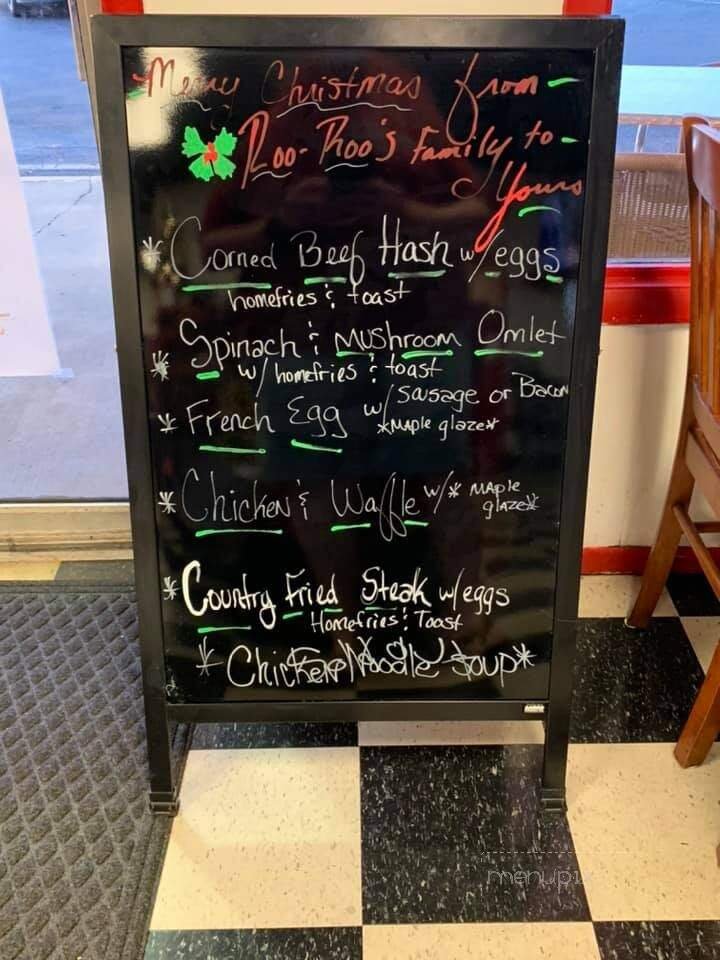 Merry Christmas from
Roo-Roo's Family to
Yours
* Corned Beef Hash w/eggs
homefries & toast
* Spinach & Mushroom Omlet
w/ homefries & toast
* French Egg w/ Sausage or Bacon
*Maple glaze*
* Chicken & Waffle w/* Maple
glaze*
* Country Fried Steak w/eggs
Homefries & Toast
* Chicken Noodle Soup*
menupix